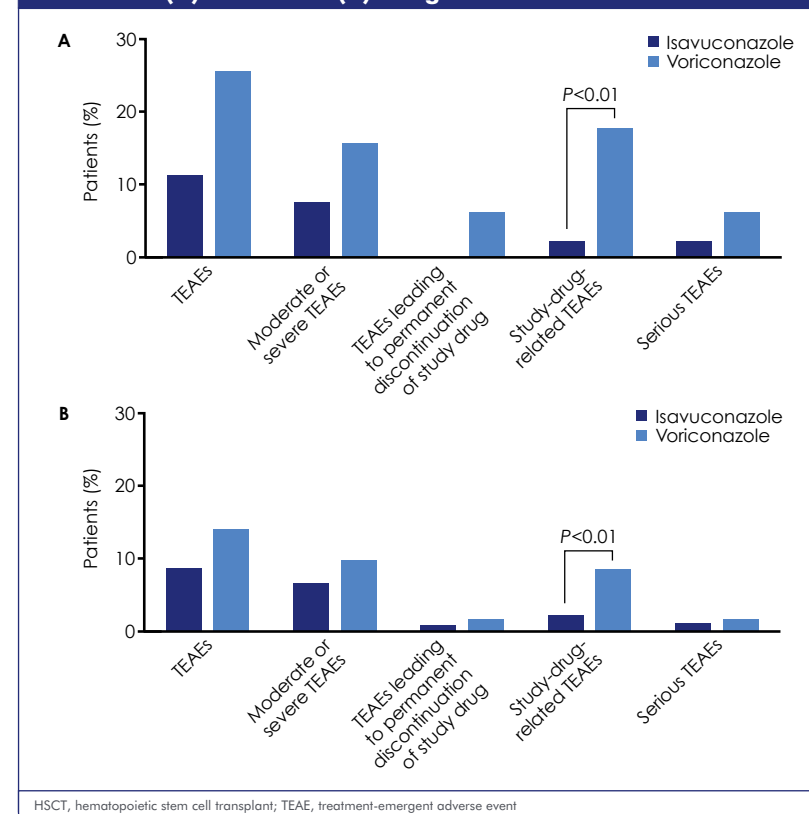 A
30
20
10
0
Patients (%)
Isavuconazole
Voriconazole
P<0.01
TEAEs
Moderate or
severe TEAEs
TEAEs leading
to permanent
discontinuation
of study drug
Study-drug-
related TEAEs
Serious TEAEs
B
30
20
10
0
Patients (%)
Isavuconazole
Voriconazole
P<0.01
TEAEs
Moderate or
severe TEAEs
TEAEs leading
to permanent
discontinuation
of study drug
Study-drug-
related TEAEs
Serious TEAEs
HSCT, hematopoietic stem cell transplant; TEAE, treatment-emergent adverse event